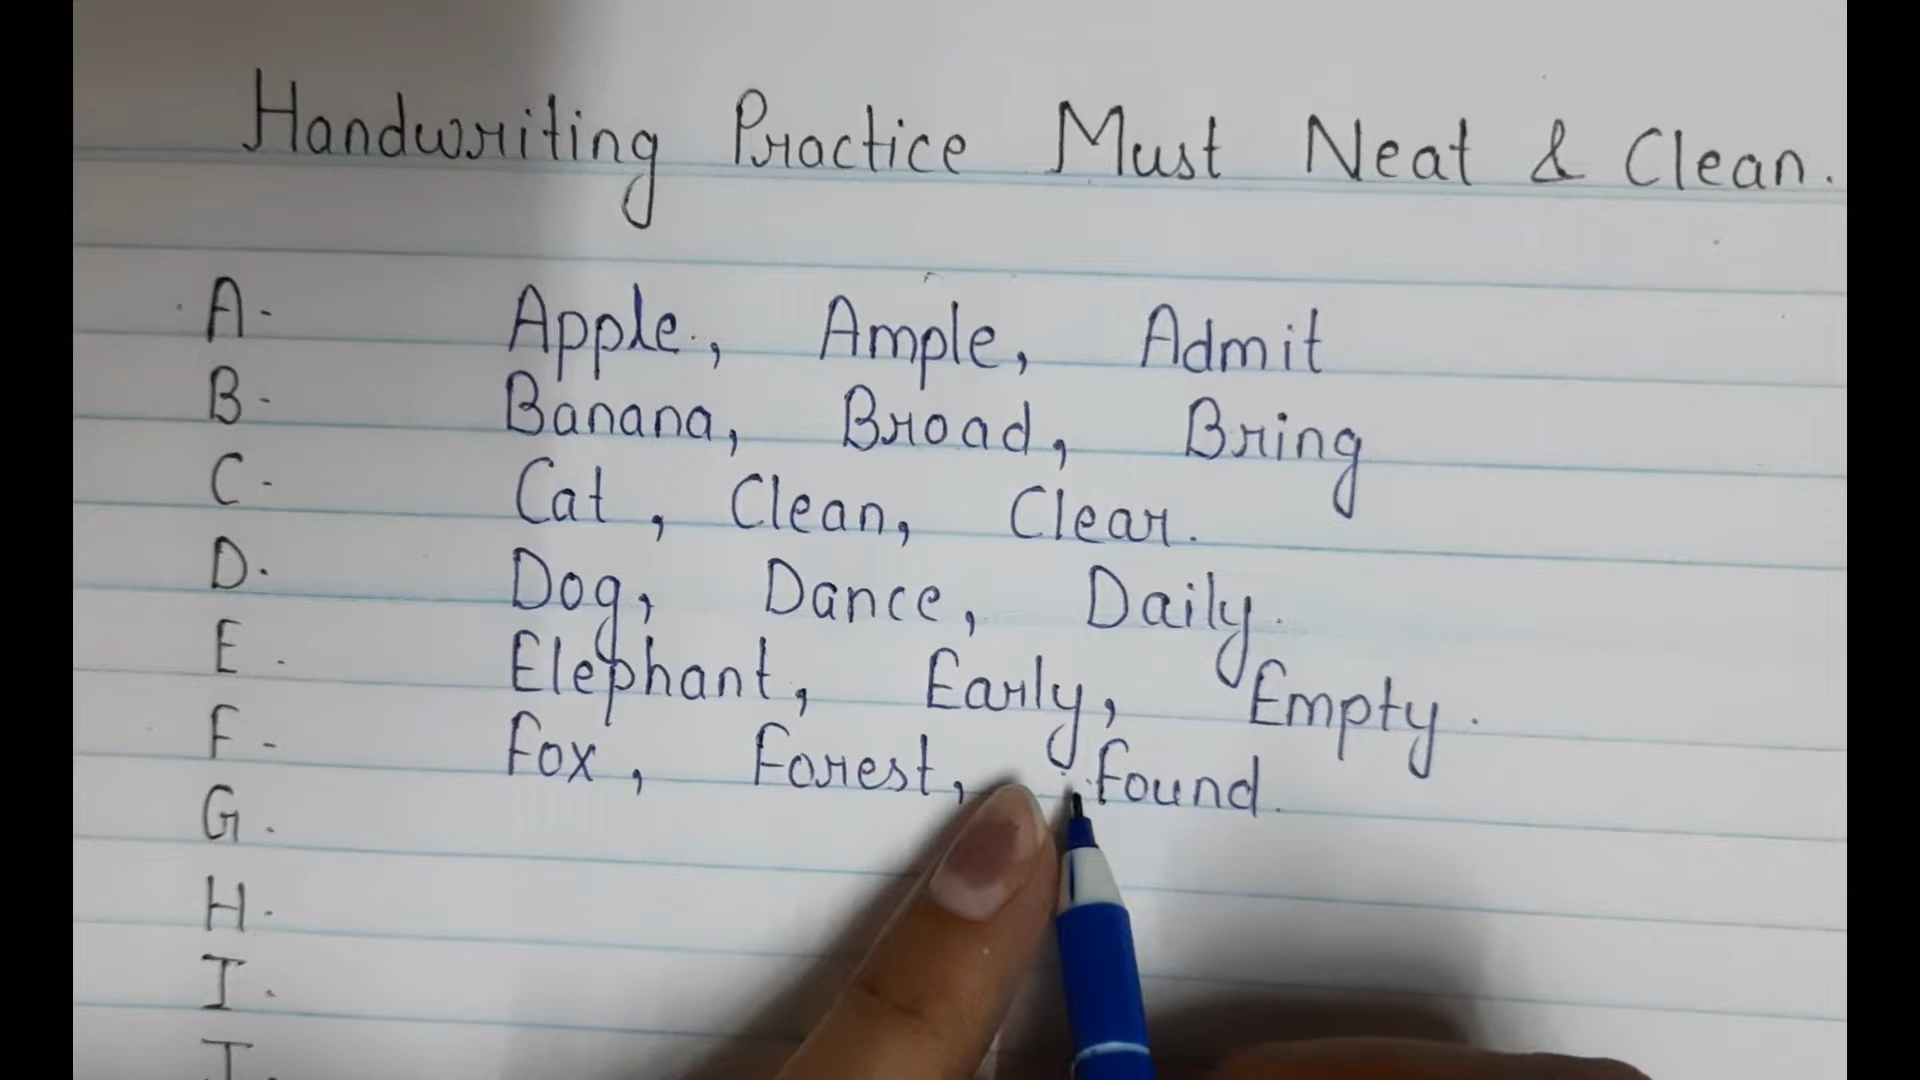 Handwriting Practice Must Neat & Clean.
A- Apple, Ample, Admit
B- Banana, Broad, Bring
C- Cat, Clean, Clear.
D. Dog, Dance, Daily.
E. Elephant, Early, Empty.
F- Fox, Forest, Found.
G.
H.
I.